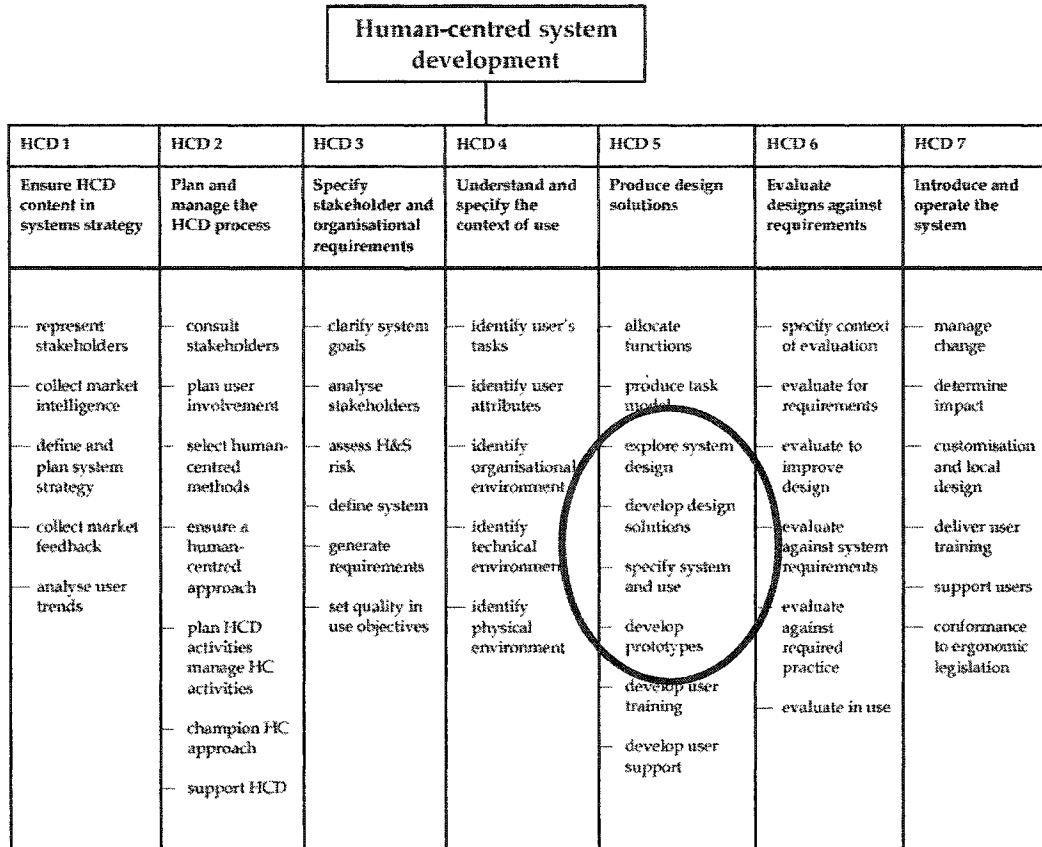 Human-centred system
development
HCD 1
Ensure HCD
content in
systems strategy
represent
stakeholders
collect market
intelligence
define and
plan system
strategy
collect market
feedback
analyse user
trends
HCD 2
Plan and
manage the
HCD process
consult
stakeholders
plan user
involvement
select human-
centred
methods
ensure a
human-
centred
approach
plan HCD
activities
manage HC
activities
champion HC
approach
support HCD
HCD 3
Specify
stakeholder and
organisational
requirements
clarify system
goals
analyse
stakeholders
assess H&S
risk
define system
generate
requirements
set quality in
use objectives
HCD 4
Understand and
specify the
context of use
identify user's
tasks
identify user
attributes
identify
organisational
environment
identify
technical
environment
identify
physical
environment
HCD 5
Produce design
solutions
allocate
functions
produce task
model
explore system
design
develop design
solutions
specify system
and use
develop
prototypes
develop user
training
develop user
support
HCD 6
Evaluate
designs against
requirements
specify context
of evaluation
evaluate for
requirements
evaluate to
improve
design
evaluate
against system
requirements
evaluate
against
required
practice
evaluate in use
HCD 7
Introduce and
operate the
system
manage
change
determine
impact
customisation
and local
design
deliver user
training
support users
conformance
to ergonomic
legislation